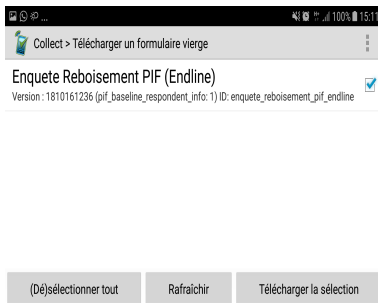 ... 100% 15:11
Collect > Télécharger un formulaire vierge
Enquete Reboisement PIF (Endline)
Version : 1810161236 (pif_baseline_respondent_info: 1) ID: enquete_reboisement_pif_endline
(Dé)sélectionner tout Rafraîchir Télécharger la sélection